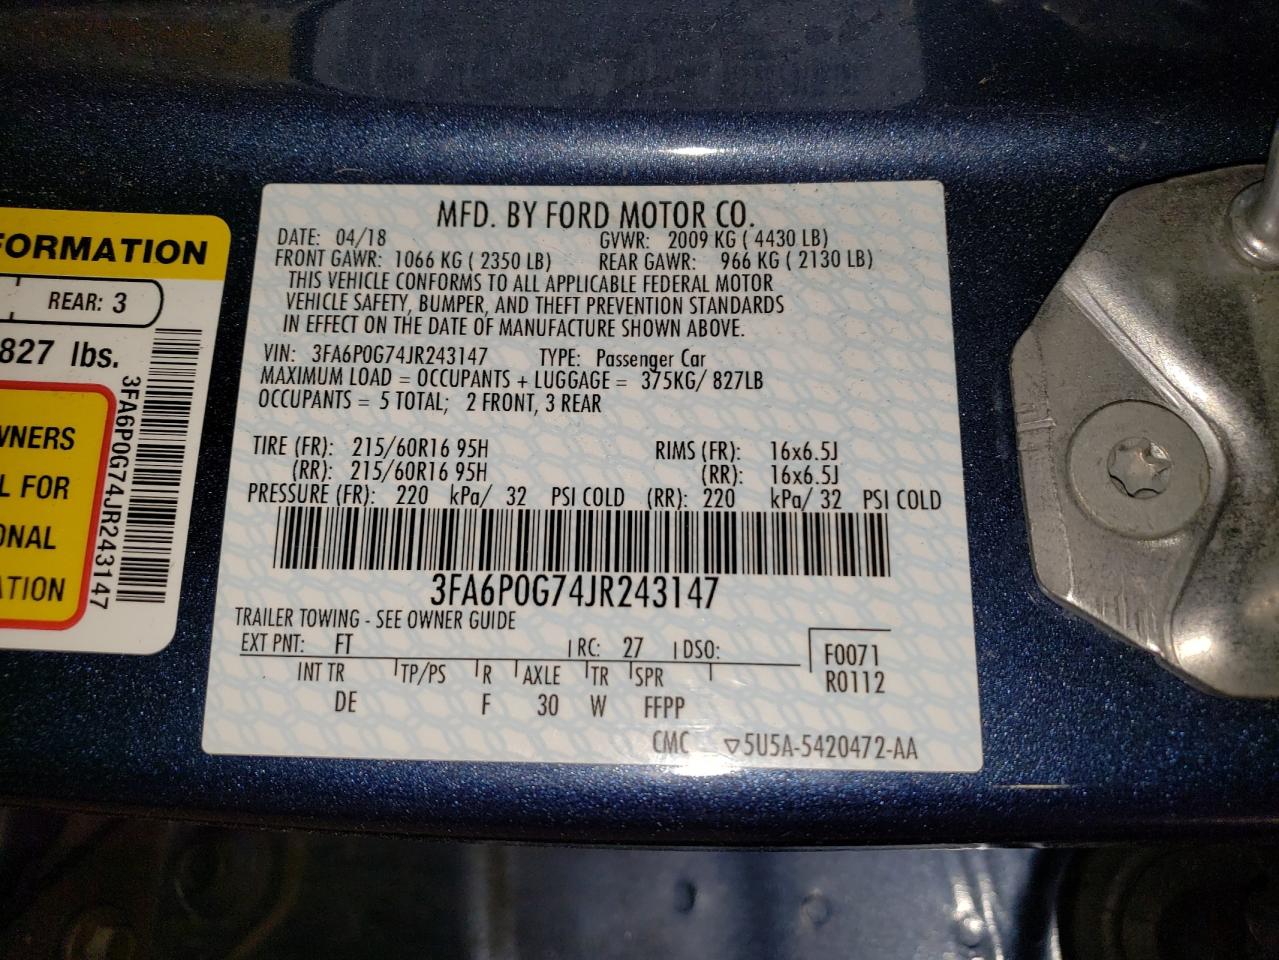 FORMATION
REAR: 3
827 lbs.
WNERS
L FOR
ONAL
ATION
3FA6P0G74JR243147
MFD. BY FORD MOTOR CO.
DATE: 04/18 GVWR: 2009 KG ( 4430 LB)
FRONT GAWR: 1066 KG ( 2350 LB) REAR GAWR: 966 KG ( 2130 LB)
THIS VEHICLE CONFORMS TO ALL APPLICABLE FEDERAL MOTOR
VEHICLE SAFETY, BUMPER, AND THEFT PREVENTION STANDARDS
IN EFFECT ON THE DATE OF MANUFACTURE SHOWN ABOVE.
VIN: 3FA6P0G74JR243147 TYPE: Passenger Car
MAXIMUM LOAD = OCCUPANTS + LUGGAGE = 375KG/ 827LB
OCCUPANTS = 5 TOTAL; 2 FRONT, 3 REAR
TIRE (FR): 215/60R16 95H RIMS (FR): 16x6.5J
(RR): 215/60R16 95H (RR): 16x6.5J
PRESSURE (FR): 220 kPa/ 32 PSI COLD (RR): 220 kPa/ 32 PSI COLD
3FA6P0G74JR243147
TRAILER TOWING - SEE OWNER GUIDE
EXT PNT: FT RC: 27 DSO: F0071
INT TR TP/PS R AXLE TR SPR R0112
DE F 30 W FFPP
CMC ▽5U5A-5420472-AA